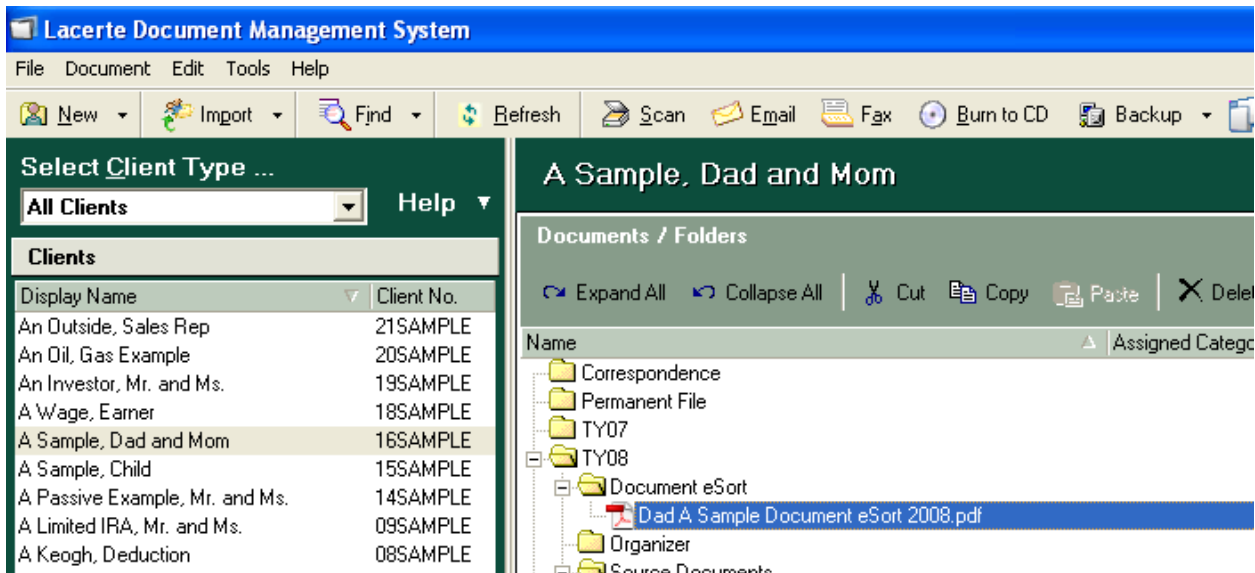 Lacerte Document Management System
File Document Edit Tools Help
New Import Find Refresh Scan Email Fax Burn to CD Backup
Select Client Type ...
All Clients Help
Clients
Display Name Client No.
An Outside, Sales Rep 21SAMPLE
An Oil, Gas Example 20SAMPLE
An Investor, Mr. and Ms. 19SAMPLE
A Wage, Earner 18SAMPLE
A Sample, Dad and Mom 16SAMPLE
A Sample, Child 15SAMPLE
A Passive Example, Mr. and Ms. 14SAMPLE
A Limited IRA, Mr. and Ms. 09SAMPLE
A Keogh, Deduction 08SAMPLE
A Sample, Dad and Mom
Documents / Folders
Expand All Collapse All Cut Copy Paste Delet
Name Assigned Catego
Correspondence
Permanent File
TY07
TY08
Document eSort
Dad A Sample Document eSort 2008.pdf
Organizer
Source Documents